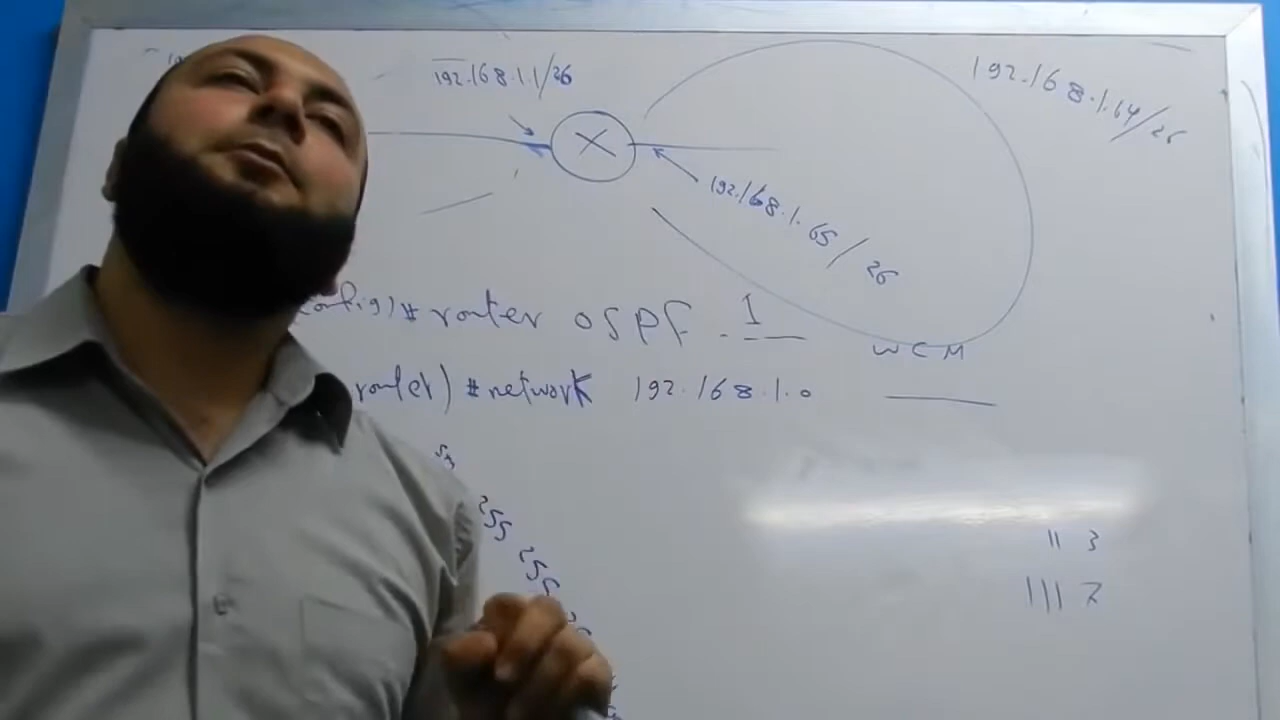 192.168.1.1/26
192.168.1.64/26
192.168.1.65/26
config)#router ospf 1
WCM
router)#network 192.168.1.0
255
255
11 3
111 7